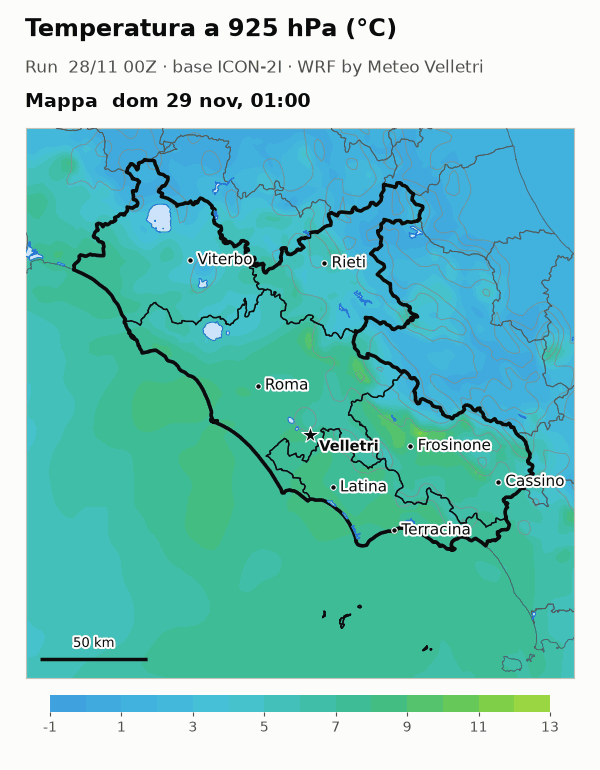 Temperatura a 925 hPa (°C)
Run  28/11 00Z · base ICON-2I · WRF by Meteo Velletri
Mappa  dom 29 nov, 01:00
Viterbo
Rieti
Roma
Velletri
Frosinone
Latina
Cassino
Terracina
50 km
-1 1 3 5 7 9 11 13